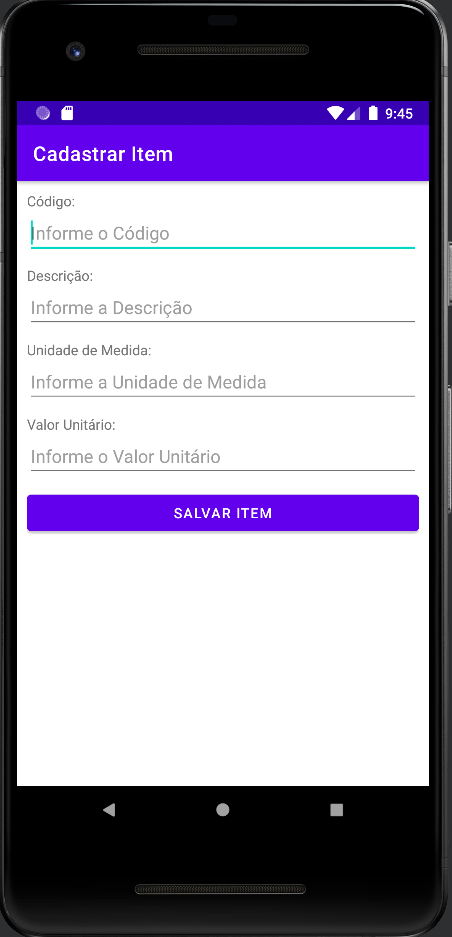 9:45
Cadastrar Item
Código:
Informe o Código
Descrição:
Informe a Descrição
Unidade de Medida:
Informe a Unidade de Medida
Valor Unitário:
Informe o Valor Unitário
SALVAR ITEM